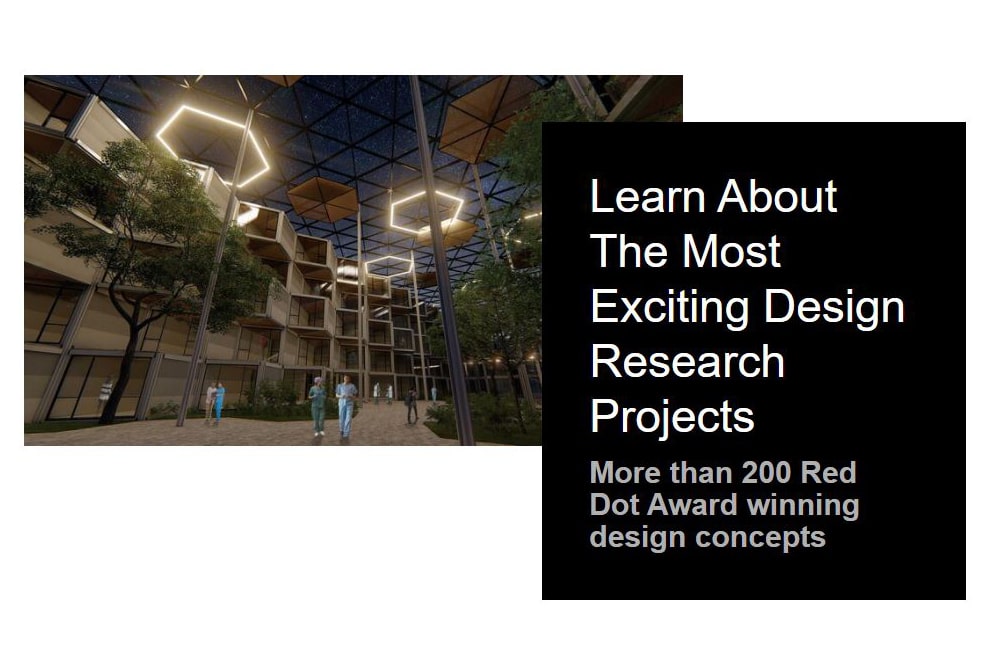 Learn About
The Most
Exciting Design
Research
Projects
More than 200 Red
Dot Award winning
design concepts